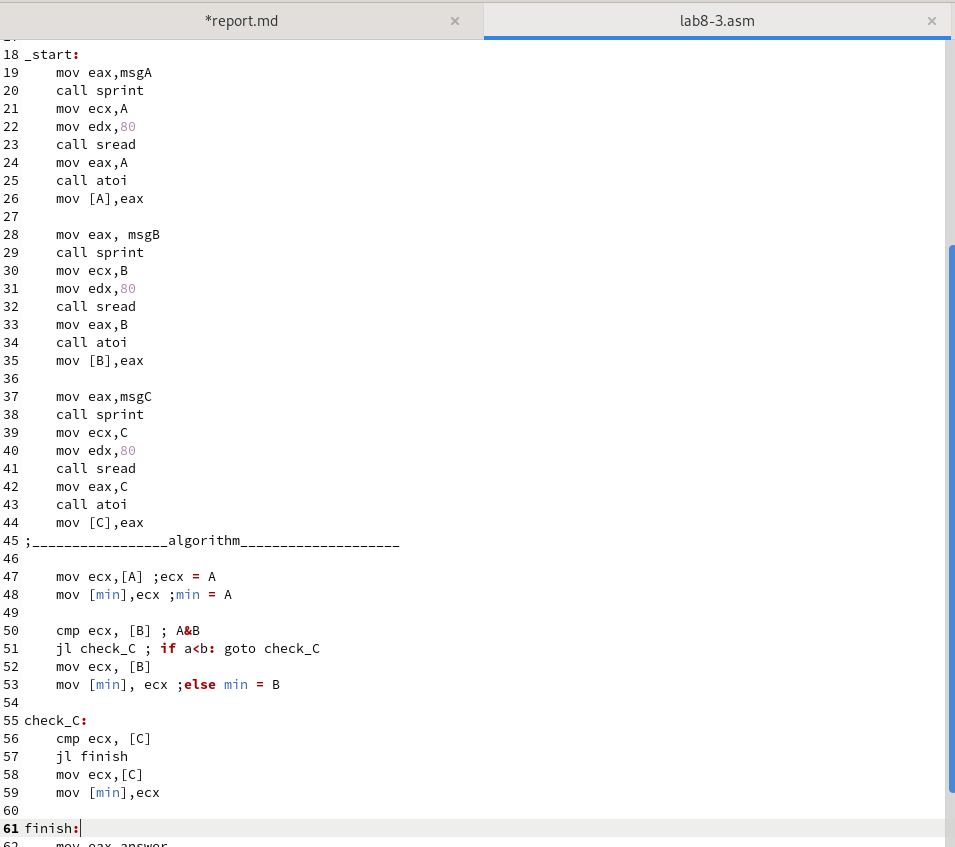 *report.md ×
lab8-3.asm ×
18 _start:
19 mov eax,msgA
20 call sprint
21 mov ecx,A
22 mov edx,80
23 call sread
24 mov eax,A
25 call atoi
26 mov [A],eax
27
28 mov eax, msgB
29 call sprint
30 mov ecx,B
31 mov edx,80
32 call sread
33 mov eax,B
34 call atoi
35 mov [B],eax
36
37 mov eax,msgC
38 call sprint
39 mov ecx,C
40 mov edx,80
41 call sread
42 mov eax,C
43 call atoi
44 mov [C],eax
45 ;_________________algorithm____________________
46
47 mov ecx,[A] ;ecx = A
48 mov [min],ecx ;min = A
49
50 cmp ecx, [B] ; A&B
51 jl check_C ; if a<b: goto check_C
52 mov ecx, [B]
53 mov [min], ecx ;else min = B
54
55 check_C:
56 cmp ecx, [C]
57 jl finish
58 mov ecx,[C]
59 mov [min],ecx
60
61 finish:
62 mov eax,answer